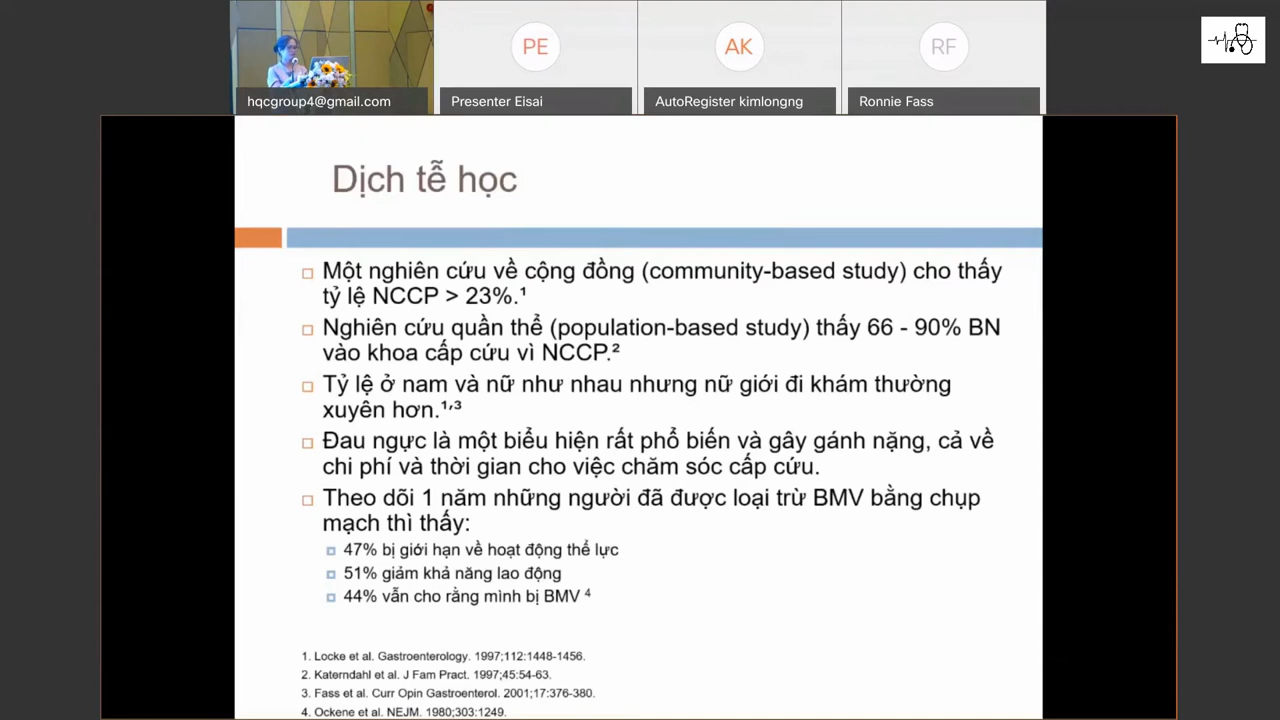 PE
AK
RF
hqcgroup4@gmail.com
Presenter Eisai
AutoRegister kimlongng
Ronnie Fass
Dịch tễ học
Một nghiên cứu về cộng đồng (community-based study) cho thấy
tỷ lệ NCCP > 23%.¹
Nghiên cứu quần thể (population-based study) thấy 66 - 90% BN
vào khoa cấp cứu vì NCCP.²
Tỷ lệ ở nam và nữ như nhau nhưng nữ giới đi khám thường
xuyên hơn.¹,³
Đau ngực là một biểu hiện rất phổ biến và gây gánh nặng, cả về
chi phí và thời gian cho việc chăm sóc cấp cứu.
Theo dõi 1 năm những người đã được loại trừ BMV bằng chụp
mạch thì thấy:
47% bị giới hạn về hoạt động thể lực
51% giảm khả năng lao động
44% vẫn cho rằng mình bị BMV ⁴
1. Locke et al. Gastroenterology. 1997;112:1448-1456.
2. Katerndahl et al. J Fam Pract. 1997;45:54-63.
3. Fass et al. Curr Opin Gastroenterol. 2001;17:376-380.
4. Ockene et al. NEJM. 1980;303:1249.